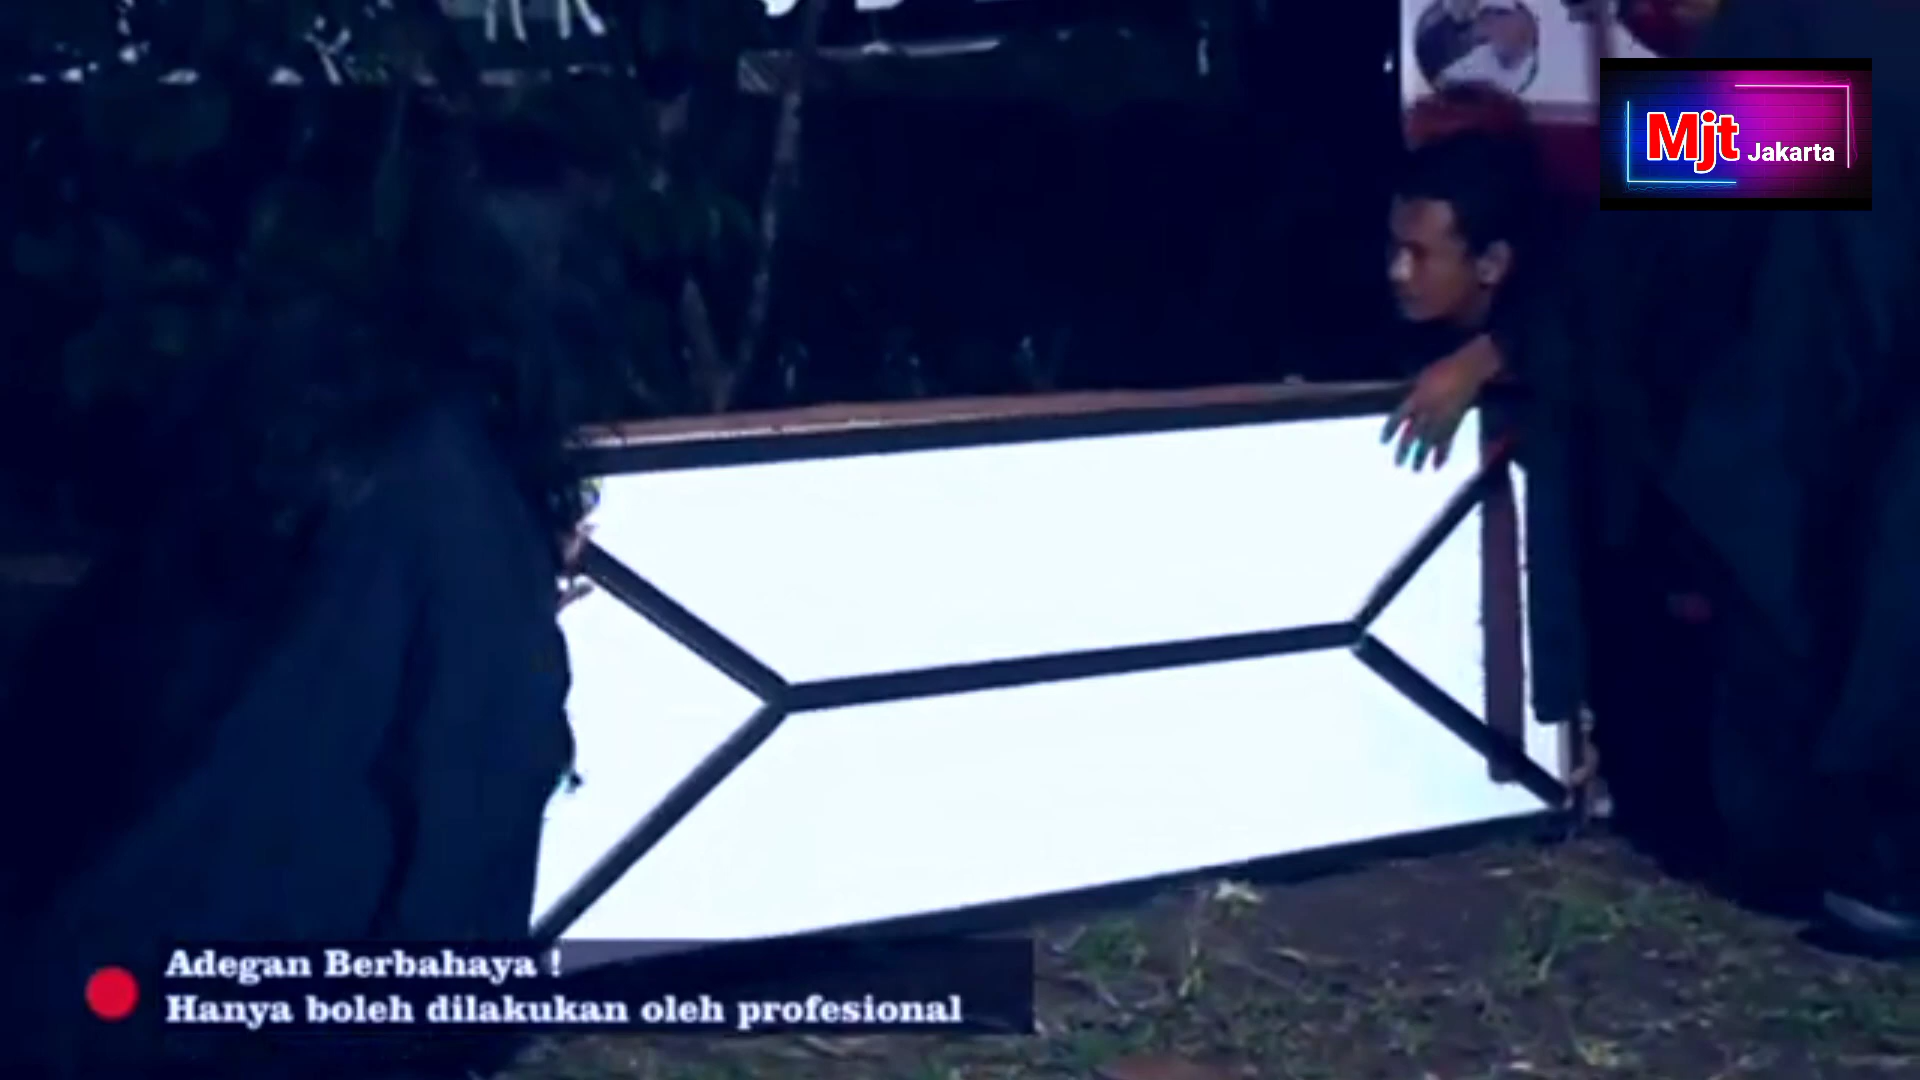 Mjt Jakarta
Adegan Berbahaya !
Hanya boleh dilakukan oleh profesional